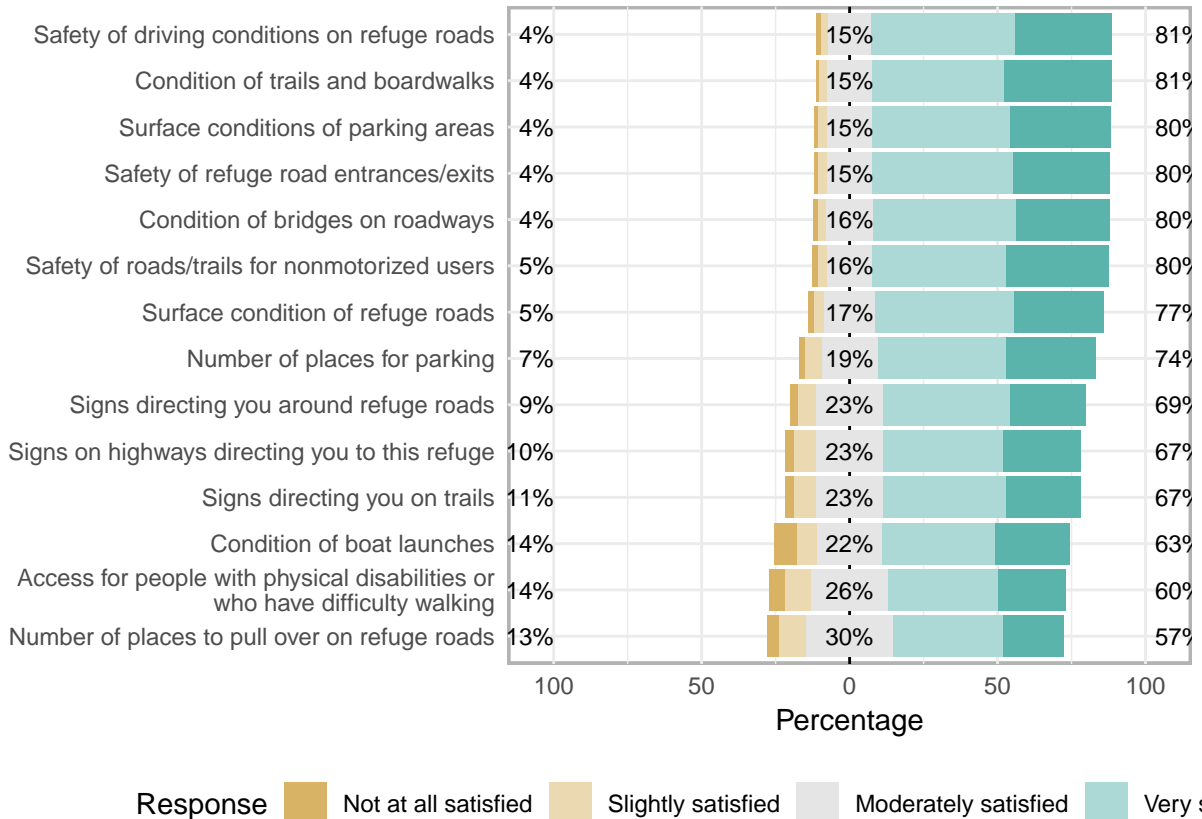 Safety of driving conditions on refuge roads 4% 15% 81%
Condition of trails and boardwalks 4% 15% 81%
Surface conditions of parking areas 4% 15% 80%
Safety of refuge road entrances/exits 4% 15% 80%
Condition of bridges on roadways 4% 16% 80%
Safety of roads/trails for nonmotorized users 5% 16% 80%
Surface condition of refuge roads 5% 17% 77%
Number of places for parking 7% 19% 74%
Signs directing you around refuge roads 9% 23% 69%
Signs on highways directing you to this refuge 10% 23% 67%
Signs directing you on trails 11% 23% 67%
Condition of boat launches 14% 22% 63%
Access for people with physical disabilities or
who have difficulty walking 14% 26% 60%
Number of places to pull over on refuge roads 13% 30% 57%
100 50 0 50 100
Percentage
Response Not at all satisfied Slightly satisfied Moderately satisfied Very